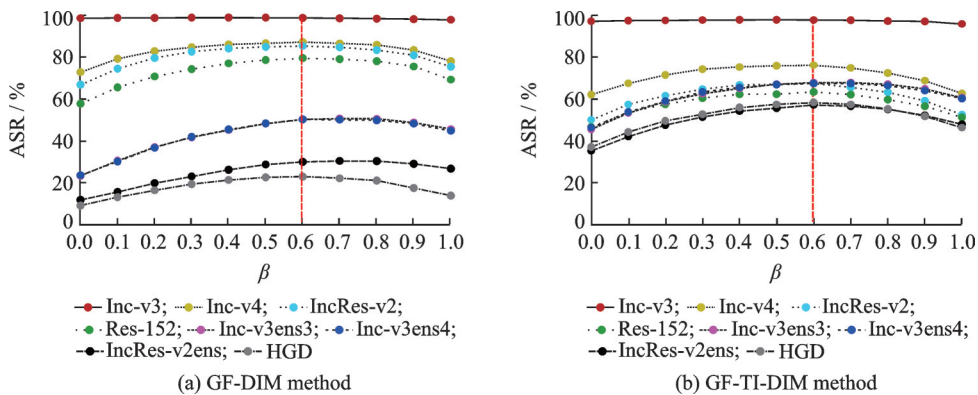 100
80
60
40
20
0
ASR / %
0.0 0.1 0.2 0.3 0.4 0.5 0.6 0.7 0.8 0.9 1.0
β
Inc-v3; Inc-v4; IncRes-v2;
Res-152; Inc-v3ens3; Inc-v3ens4;
IncRes-v2ens; HGD
(a) GF-DIM method
100
80
60
40
20
0
ASR / %
0.0 0.1 0.2 0.3 0.4 0.5 0.6 0.7 0.8 0.9 1.0
β
Inc-v3; Inc-v4; IncRes-v2;
Res-152; Inc-v3ens3; Inc-v3ens4;
IncRes-v2ens; HGD
(b) GF-TI-DIM method